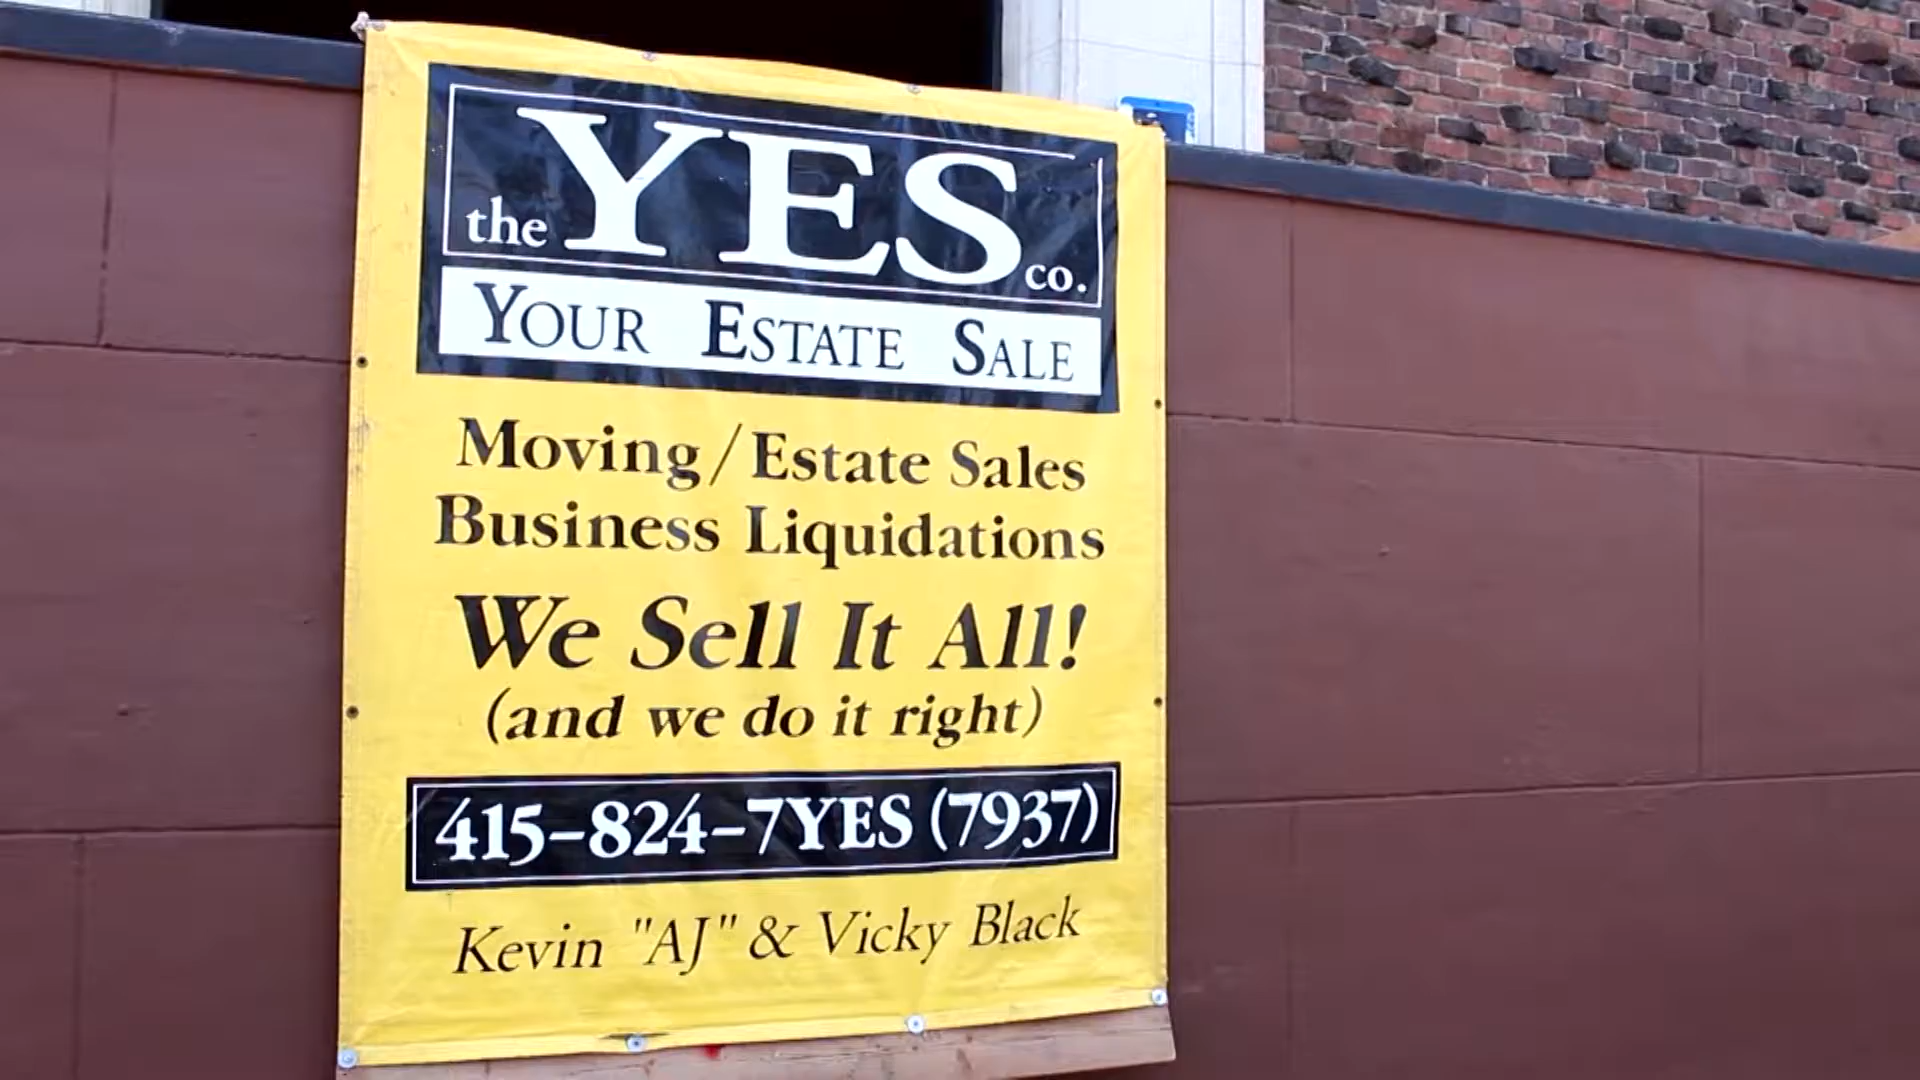 the YES co.
YOUR ESTATE SALE
Moving/Estate Sales
Business Liquidations
We Sell It All!
(and we do it right)
415-824-7YES (7937)
Kevin "AJ" & Vicky Black